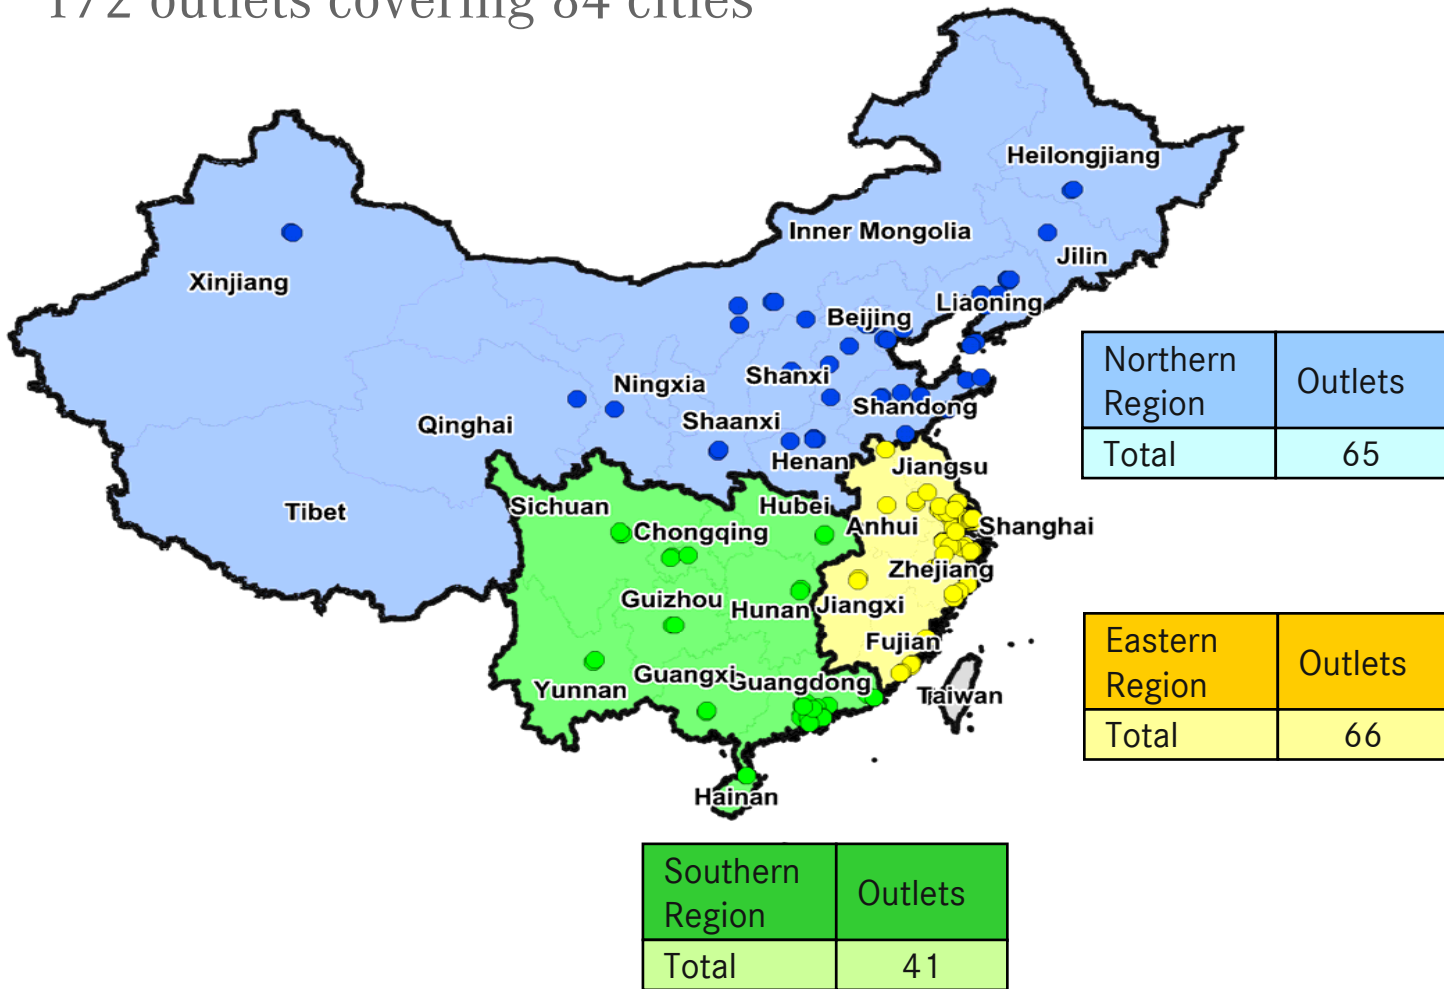 172 outlets covering 84 cities
Heilongjiang
Inner Mongolia
Jilin
Xinjiang
Liaoning
Beijing
Ningxia
Shanxi
Qinghai
Shaanxi
Shandong
Henan
Jiangsu
Tibet
Sichuan
Hubei
Chongqing
Anhui
Shanghai
Zhejiang
Guizhou
Hunan
Jiangxi
Fujian
Yunnan
Guangxi
Guangdong
Taiwan
Hainan
Northern
Region
Outlets
Total 65
Eastern
Region
Outlets
Total 66
Southern
Region
Outlets
Total 41